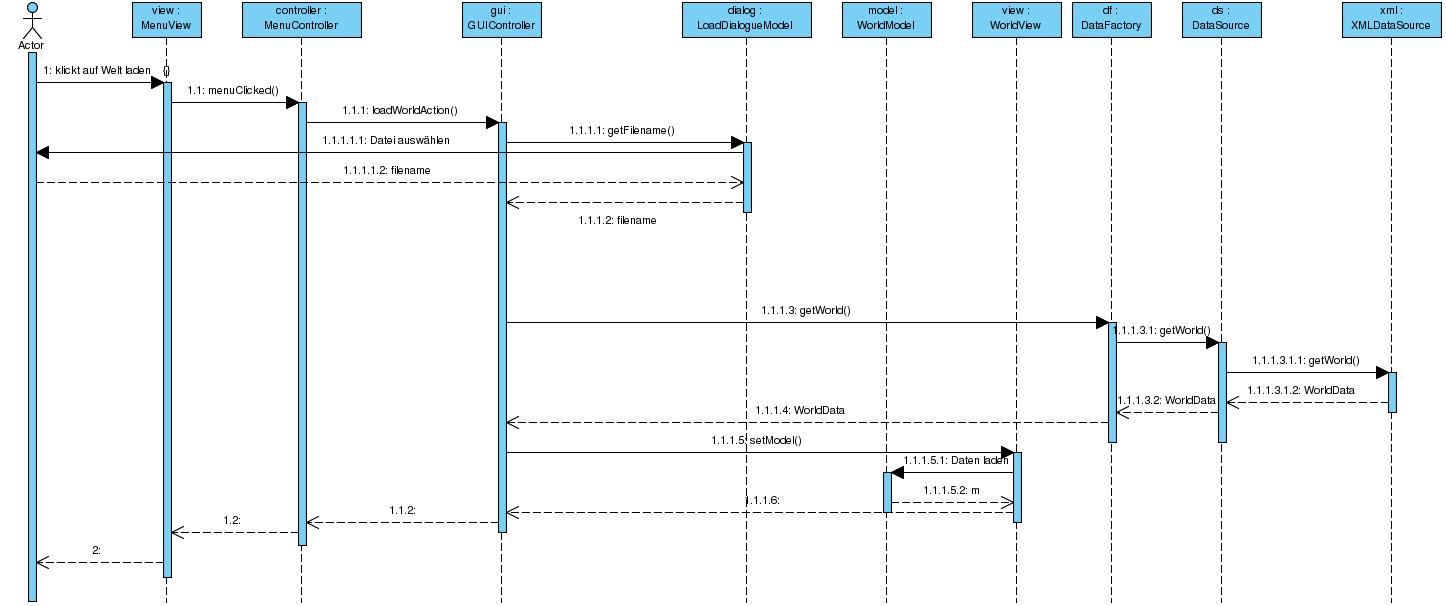 view :
MenuView
controller :
MenuController
gui :
GUIController
dialog :
LoadDialogueModel
model :
WorldModel
view :
WorldView
df :
DataFactory
ds :
DataSource
xml :
XMLDataSource
Actor
1: klickt auf Welt laden ()
1.1: menuClicked()
1.1.1: loadWorldAction()
1.1.1.1: getFilename()
1.1.1.1.1: Datei auswählen
1.1.1.1.2: filename
1.1.1.2: filename
1.1.1.3: getWorld()
1.1.1.3.1: getWorld()
1.1.1.3.1.1: getWorld()
1.1.1.3.1.2: WorldData
1.1.1.3.2: WorldData
1.1.1.4: WorldData
1.1.1.5: setModel()
1.1.1.5.1: Daten laden
1.1.1.5.2: m
1.1.1.6:
1.1.2:
1.2:
2: